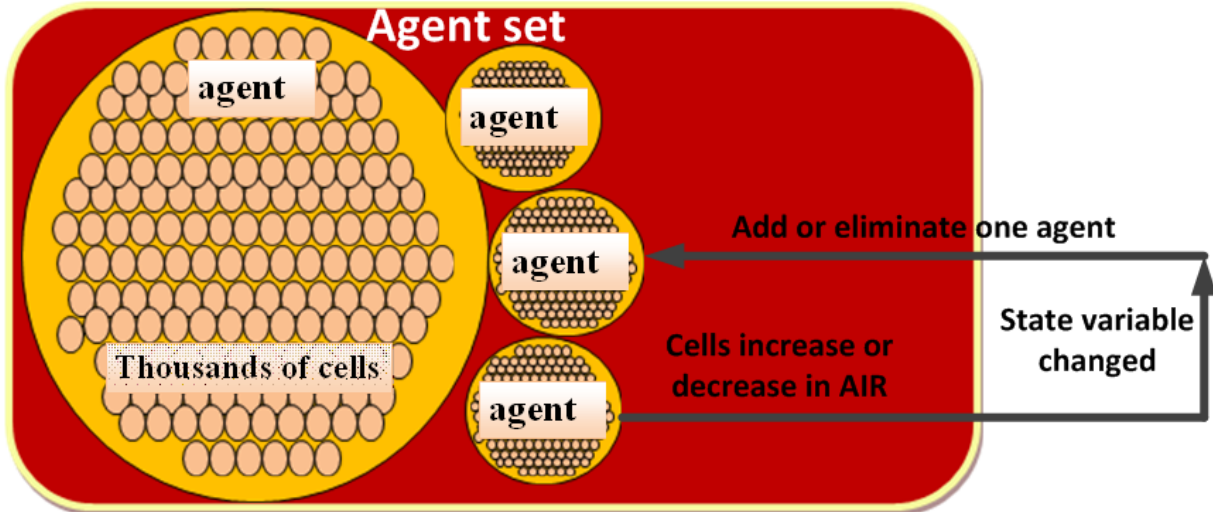 Agent set
agent
agent
agent
agent
Thousands of cells
Add or eliminate one agent
Cells increase or
decrease in AIR
State variable
changed